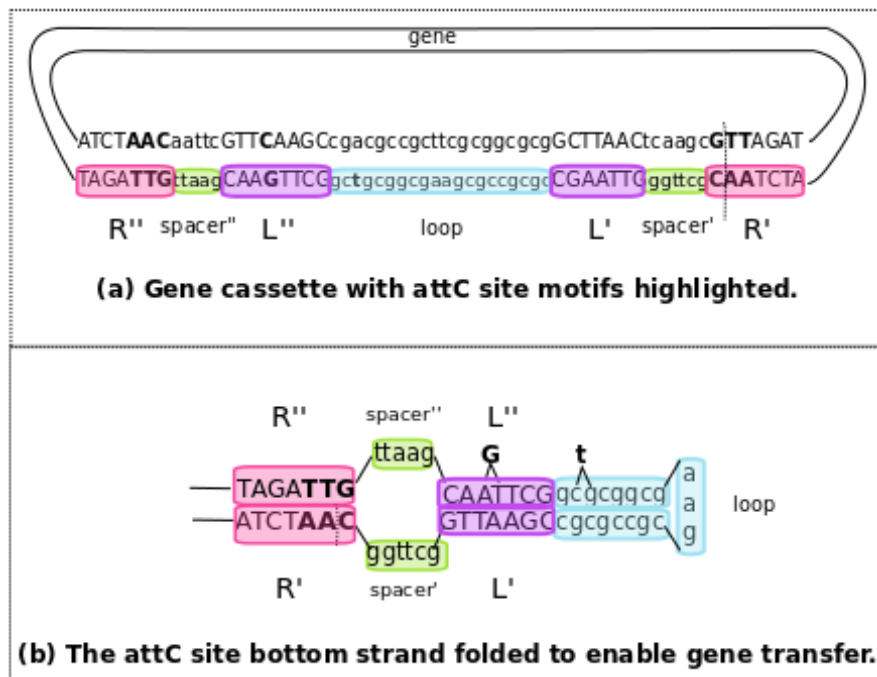 gene
ATCTAACaattcGTTCAAGCcgacgccgcttcgcggcgcgGCTTAACtcaagcGTTAGAT
TAGATTGttaagCAAGTTCGgctgcggcgaagcgccgcgcCGAATTGggttcgCAATCTA
R'' spacer'' L'' loop L' spacer' R'
(a) Gene cassette with attC site motifs highlighted.
R'' spacer'' L''
ttaag G t
TAGATTG CAATTCG gcgcggcg a
ATCTAAC GTTAAGC cgcgccgc a loop
ggttcg g
R' spacer' L'
(b) The attC site bottom strand folded to enable gene transfer.